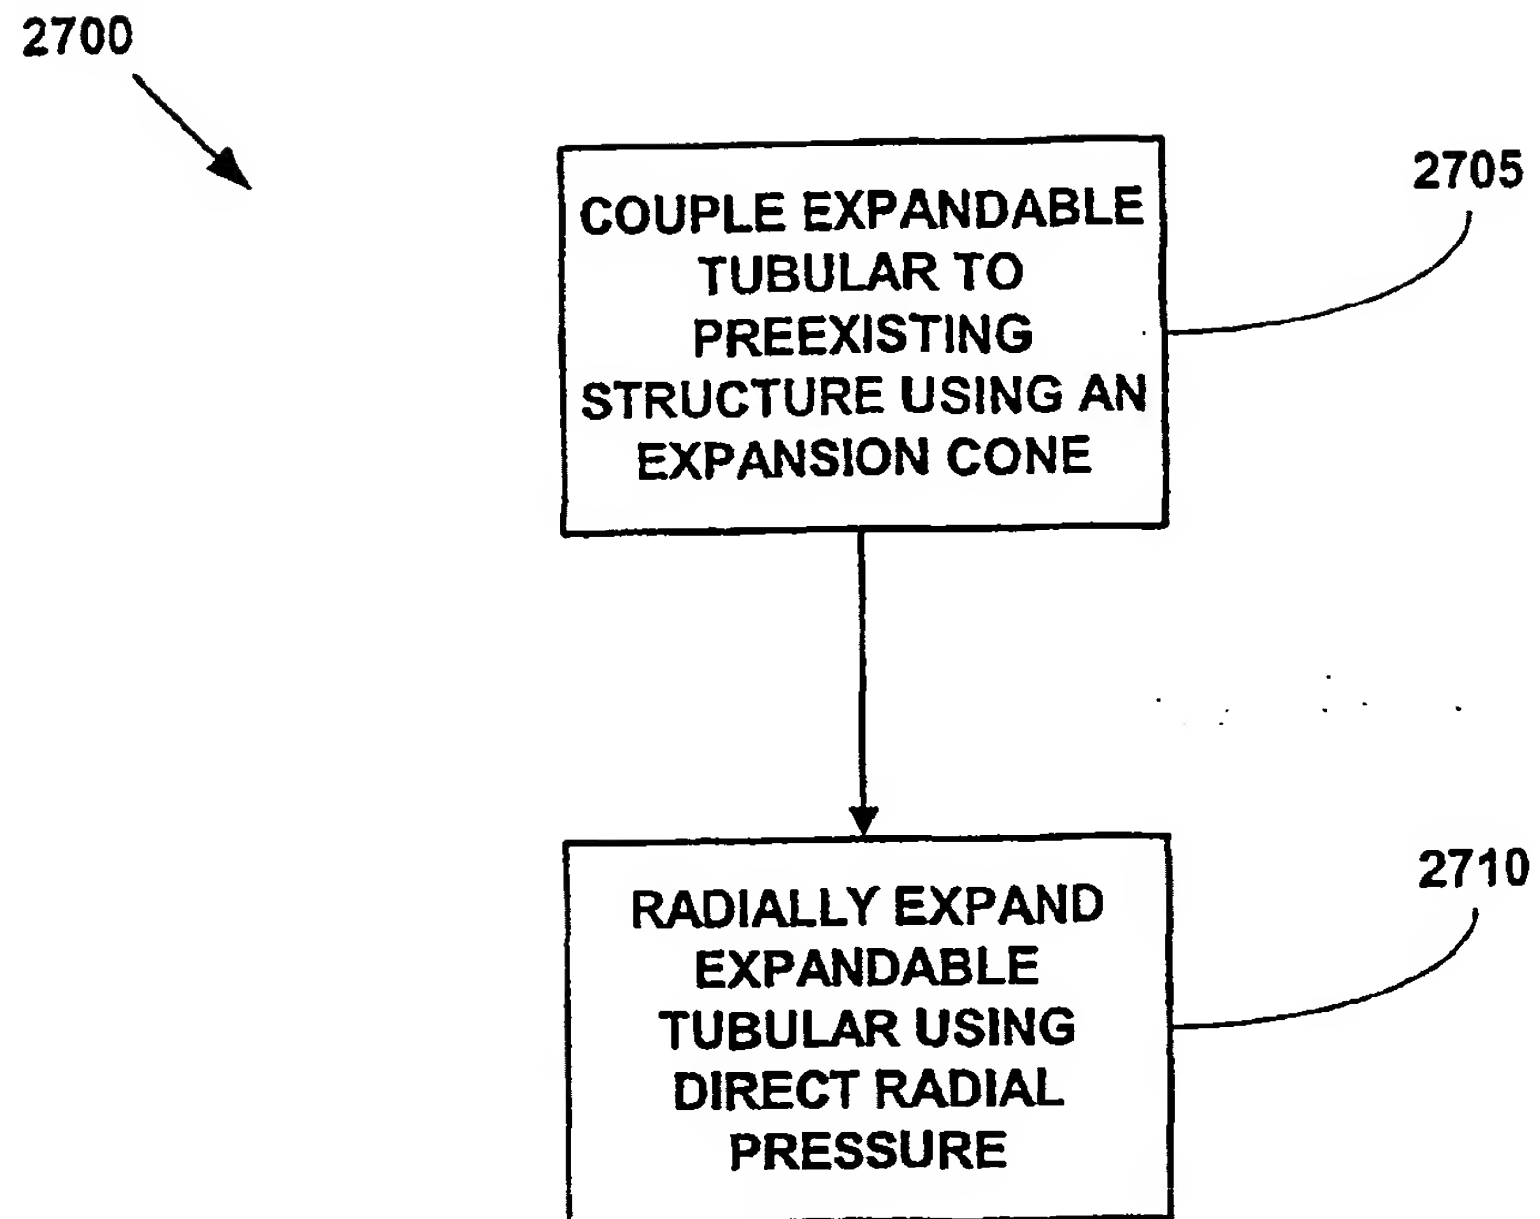 2700
COUPLE EXPANDABLE
TUBULAR TO
PREEXISTING
STRUCTURE USING AN
EXPANSION CONE
2705
RADIALLY EXPAND
EXPANDABLE
TUBULAR USING
DIRECT RADIAL
PRESSURE
2710